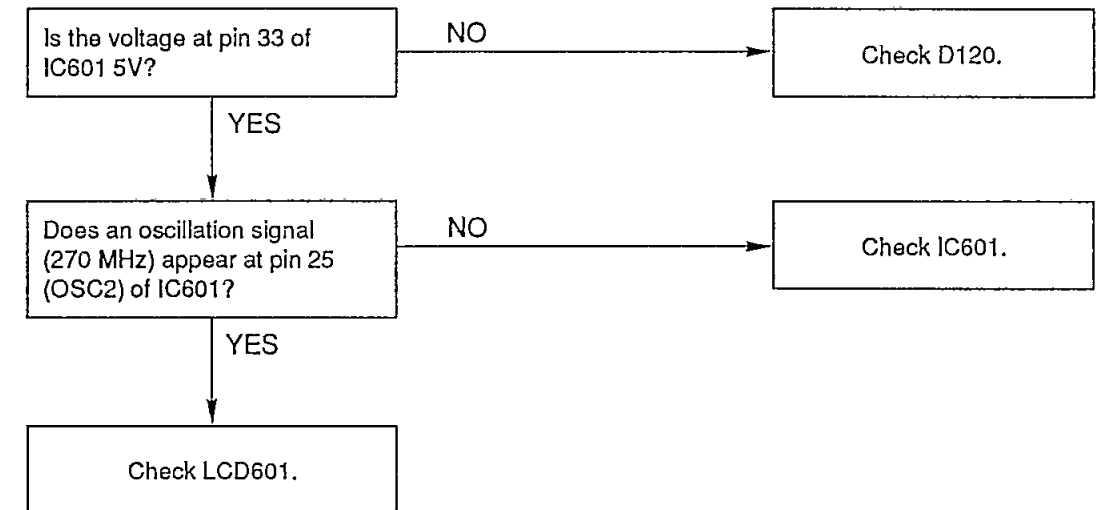 Is the voltage at pin 33 of
IC601 5V?
NO
Check D120.
YES
Does an oscillation signal
(270 MHz) appear at pin 25
(OSC2) of IC601?
NO
Check IC601.
YES
Check LCD601.